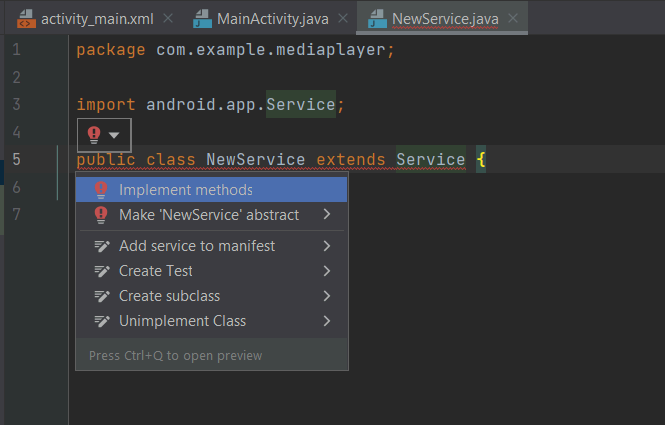 activity_main.xml × MainActivity.java × NewService.java ×
1 package com.example.mediaplayer;
2
3 import android.app.Service;
4
5 public class NewService extends Service {
6 Implement methods
Make 'NewService' abstract >
7
Add service to manifest >
Create Test >
Create subclass >
Unimplement Class >
Press Ctrl+Q to open preview